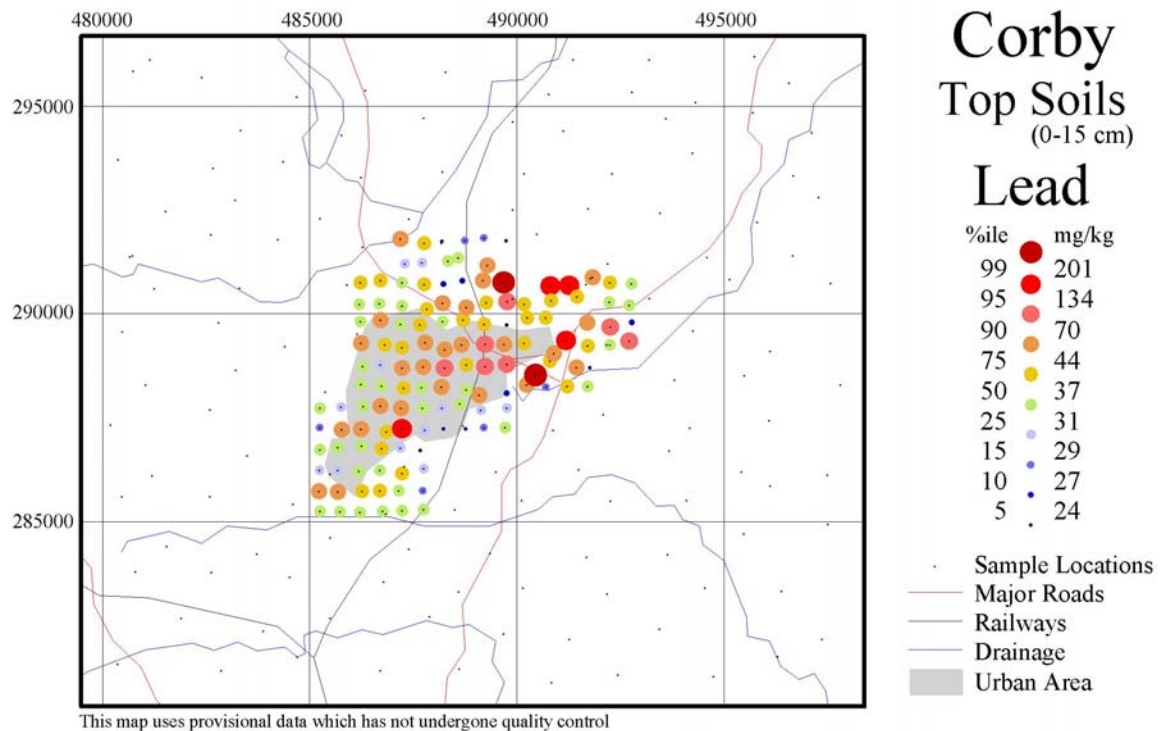 480000 485000 490000 495000
295000
290000
285000
This map uses provisional data which has not undergone quality control
Corby
Top Soils
(0-15 cm)
Lead
%ile mg/kg
99 201
95 134
90 70
75 44
50 37
25 31
15 29
10 27
5 24
Sample Locations
Major Roads
Railways
Drainage
Urban Area